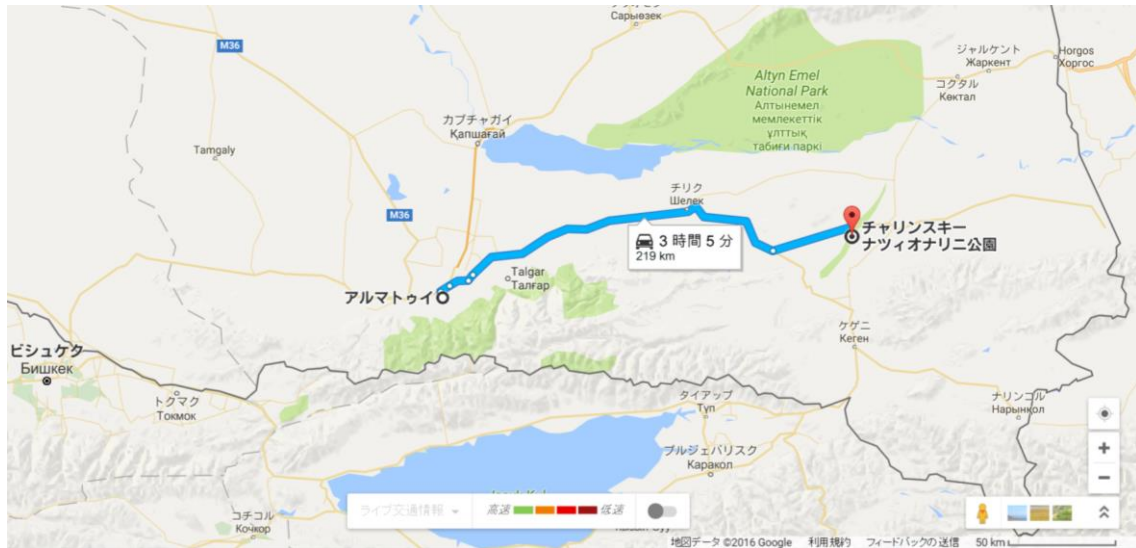 Сарыөзек
M36
Altyn Emel
National Park
Алтынемел
мемлекеттік
ұлттық
табиғи паркі
ジャルケント
Жаркент
Horgos
Хоргос
コクタル
Көктал
カプチャガイ
Қапшағай
Tamgaly
チリク
Шелек
M36
3 時間 5 分
219 km
チャリンスキー
ナツィオナリニ公園
Talgar
Талғар
アルマトゥイ
ケゲニ
Кеген
ビシュケク
Бишкек
トクマク
Токмок
タイアップ
Түп
ナリンコル
Нарынқол
プルジェバリスク
Каракол
コチコル
Кочкор
ライブ交通情報
高速
低速
地図データ ©2016 Google
利用規約
フィードバックの送信
50 km